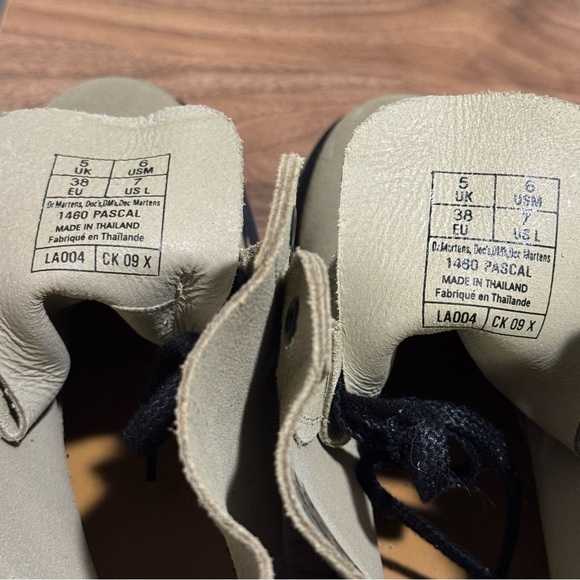 5 UK 6 USM
38 EU 7 US L
Dr.Martens, Doc's,DM's,Doc Martens
1460 PASCAL
MADE IN THAILAND
Fabriqué en Thaïlande
LA004 CK 09 X
5 UK 6 USM
38 EU 7 US L
Dr.Martens, Doc's,DM's,Doc Martens
1460 PASCAL
MADE IN THAILAND
Fabriqué en Thaïlande
LA004 CK 09 X